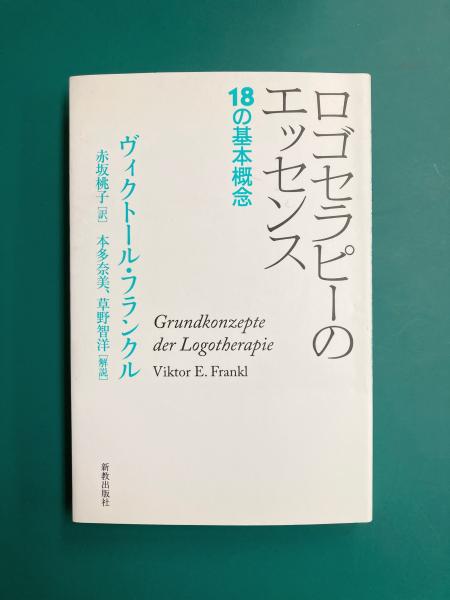 ロゴセラピーの
エッセンス
18の基本概念
ヴィクトール・フランクル
赤坂桃子[訳] 本多奈美、草野智洋[解説]
Grundkonzepte
der Logotherapie
Viktor E. Frankl
新教出版社